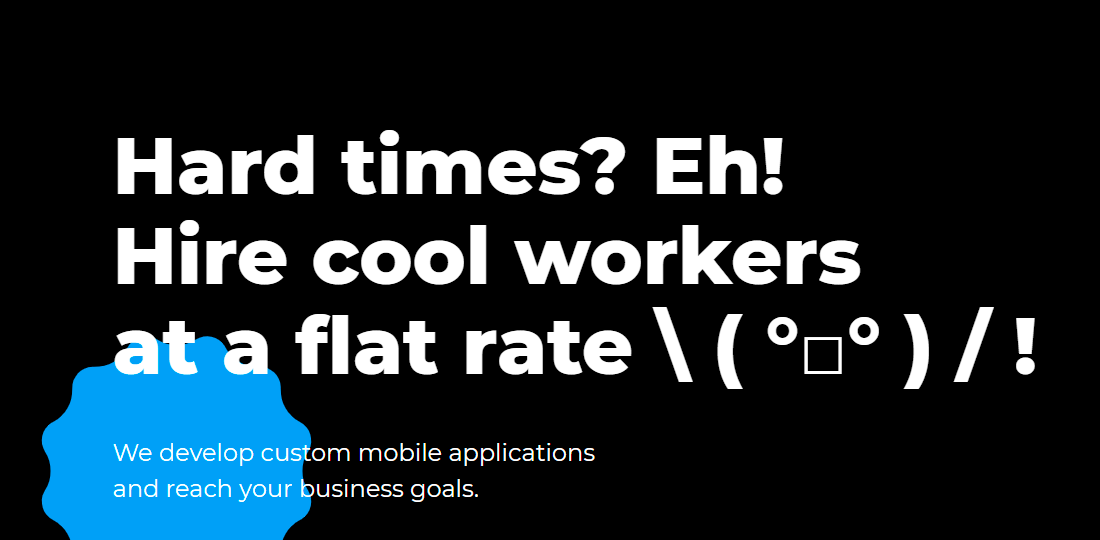 Hard times? Eh!
Hire cool workers
at a flat rate \ ( °□° ) / !
We develop custom mobile applications
and reach your business goals.